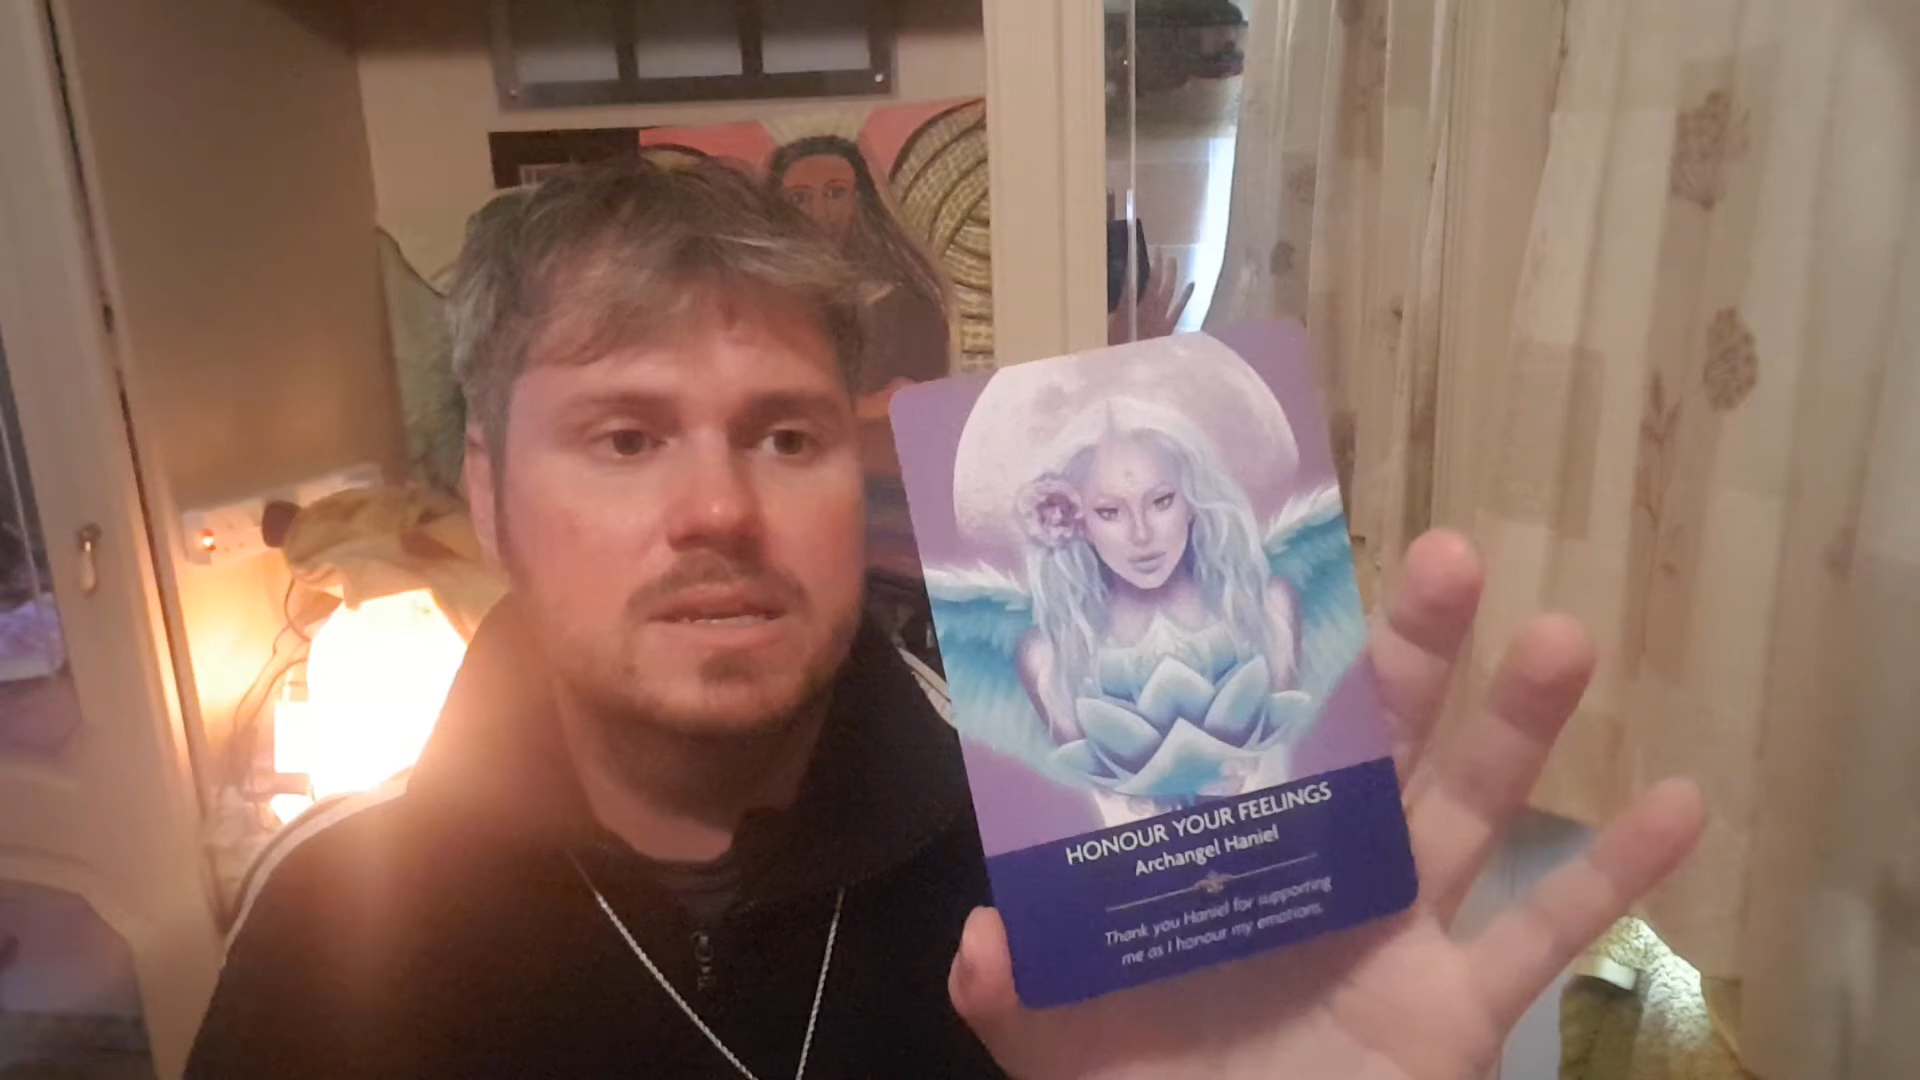 HONOUR YOUR FEELINGS
Archangel Haniel
Thank you Haniel for supporting
me as I honour my emotions.